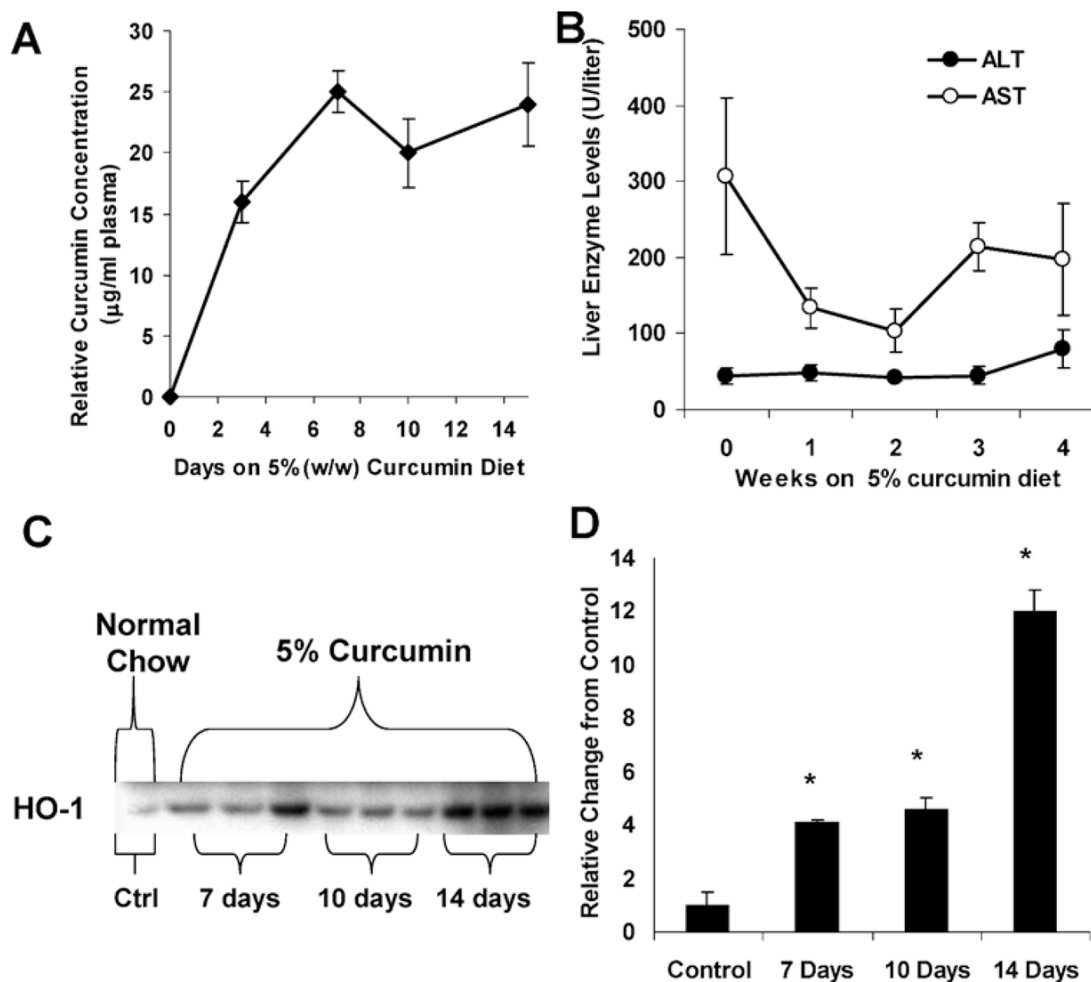 A
30
25
20
15
10
5
0
Relative Curcumin Concentration
(µg/ml plasma)
0 2 4 6 8 10 12 14
Days on 5% (w/w) Curcumin Diet
B
500
400
300
200
100
0
Liver Enzyme Levels (U/liter)
ALT
AST
0 1 2 3 4
Weeks on 5% curcumin diet
C
Normal
Chow
5% Curcumin
HO-1
Ctrl 7 days 10 days 14 days
D
14
12
10
8
6
4
2
0
Relative Change from Control
*
*
*
Control 7 Days 10 Days 14 Days